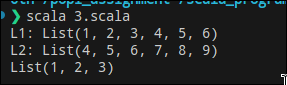 ❯ scala 3.scala
L1: List(1, 2, 3, 4, 5, 6)
L2: List(4, 5, 6, 7, 8, 9)
List(1, 2, 3)